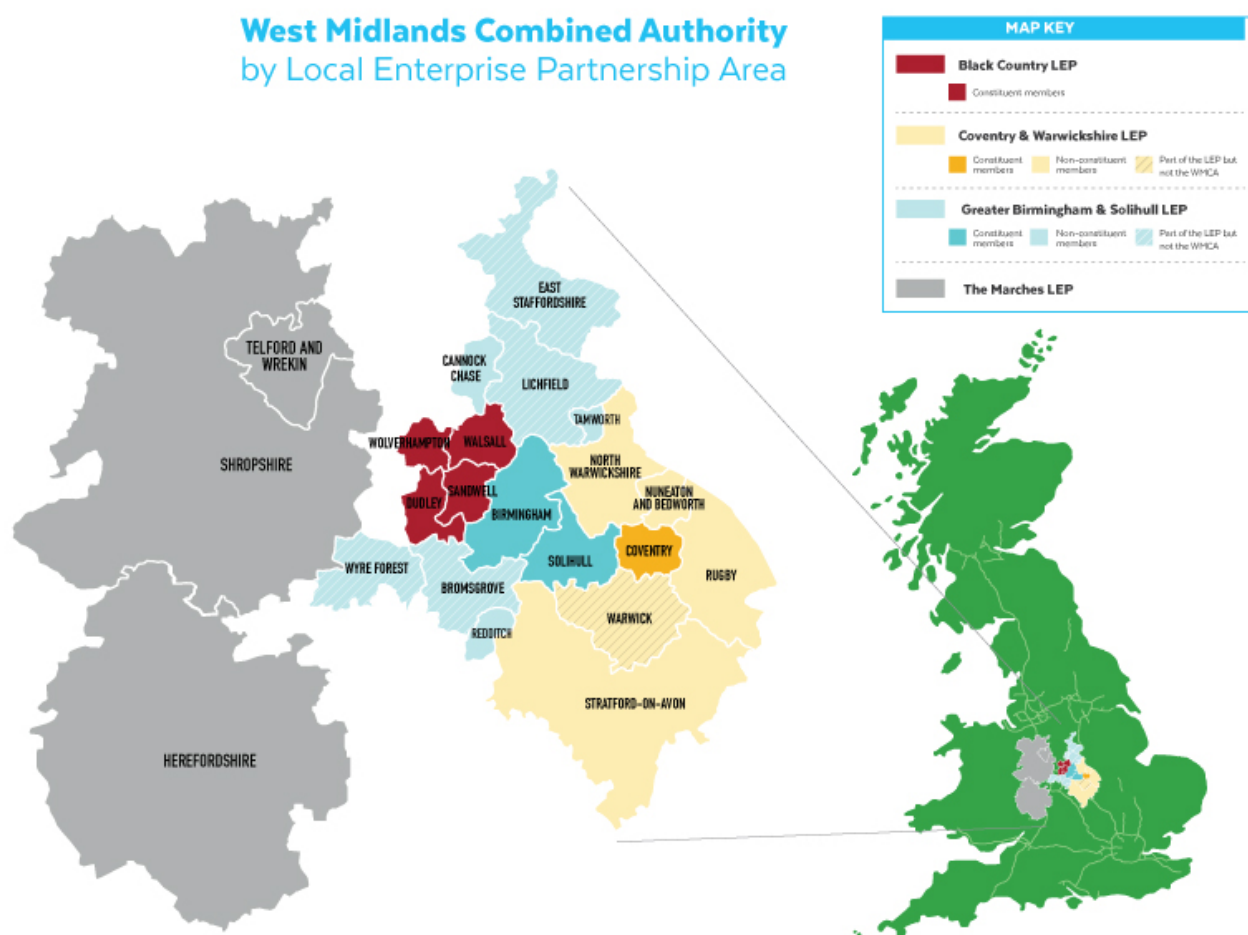 West Midlands Combined Authority
by Local Enterprise Partnership Area
MAP KEY
Black Country LEP
Constituent members
Coventry & Warwickshire LEP
Constituent
members
Non-constituent
members
Part of the LEP but
not the WMCA
Greater Birmingham & Solihull LEP
Constituent
members
Non-constituent
members
Part of the LEP but
not the WMCA
The Marches LEP
EAST
STAFFORDSHIRE
TELFORD AND
WREKIN
CANNOCK
CHASE
LICHFIELD
TAMWORTH
WOLVERHAMPTON
WALSALL
SHROPSHIRE
NORTH
WARWICKSHIRE
SANDWELL
DUDLEY
NUNEATON
AND BEDWORTH
BIRMINGHAM
COVENTRY
SOLIHULL
WYRE FOREST
RUGBY
BROMSGROVE
WARWICK
REDDITCH
STRATFORD-ON-AVON
HEREFORDSHIRE